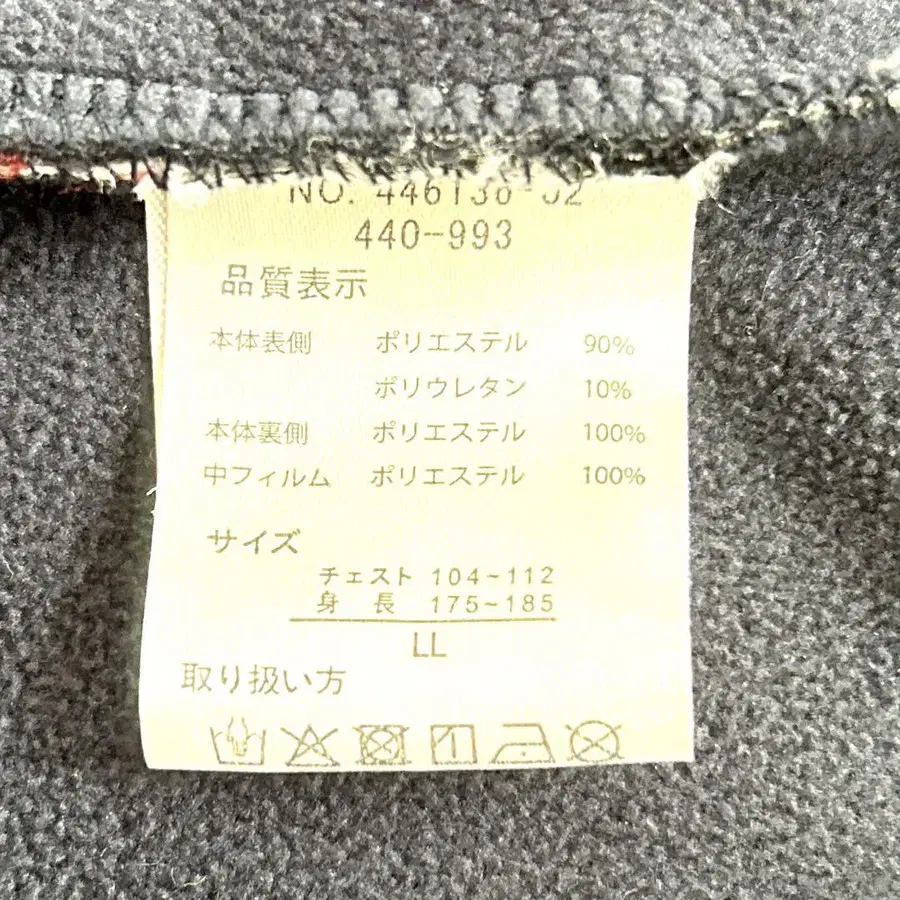 NO. 446138-52
440-993
品質表示
本体表側 ポリエステル 90%
ポリウレタン 10%
本体裏側 ポリエステル 100%
中フィルム ポリエステル 100%
サイズ
チェスト 104~112
身長 175~185
LL
取り扱い方